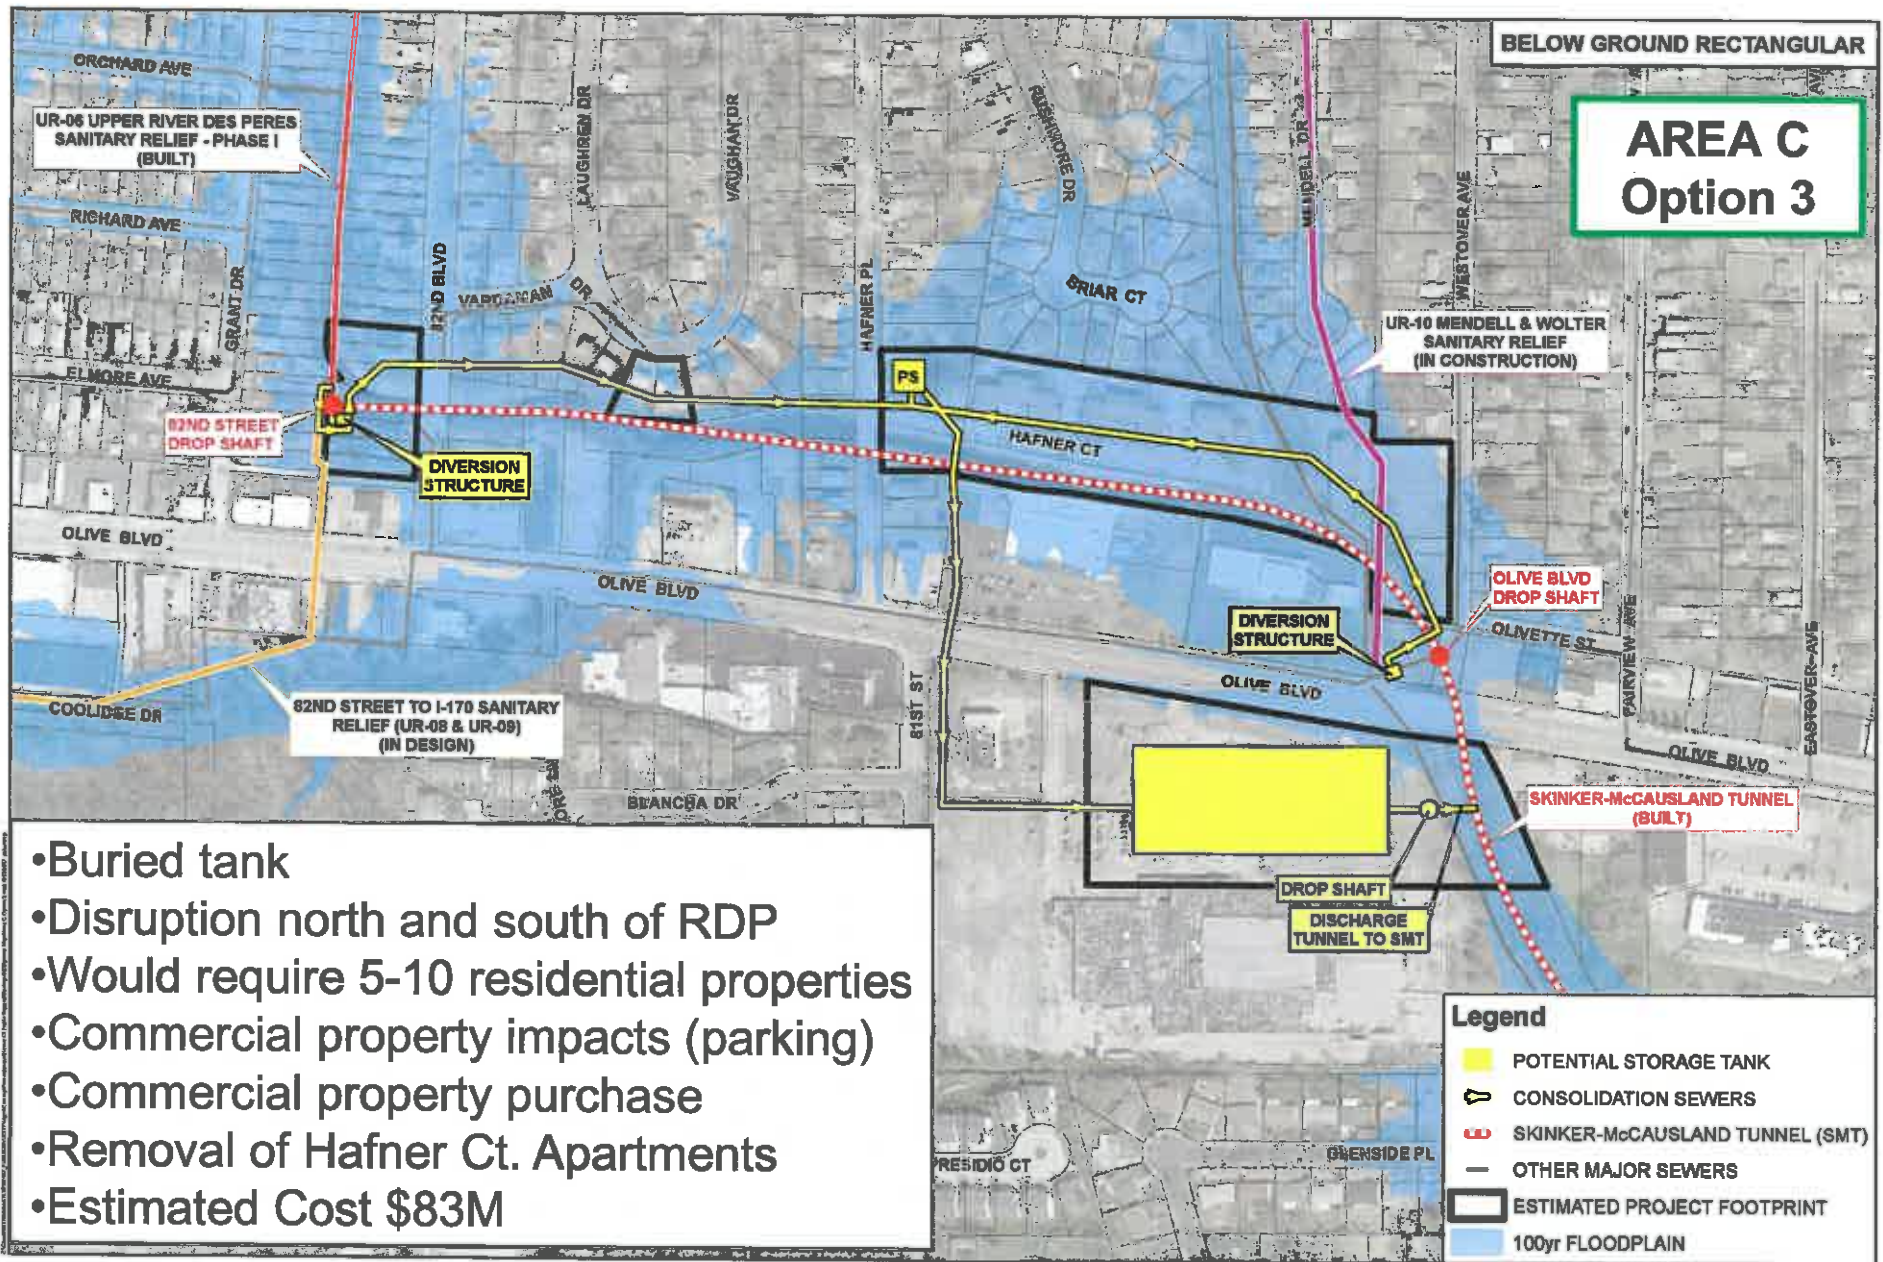 BELOW GROUND RECTANGULAR
AREA C
Option 3
ORCHARD AVE
UR-06 UPPER RIVER DES PERES
SANITARY RELIEF - PHASE I
(BUILT)
RICHARD AVE
GRANT DR
82ND BLVD
LAUGHREN DR
VAUGHAN DR
VARDAMAN DR
HAFNER PL
RUSHMORE DR
BRIAR CT
MENDELL DR
WESTOVER AVE
UR-10 MENDELL & WOLTER
SANITARY RELIEF
(IN CONSTRUCTION)
ELMORE AVE
PS
82ND STREET
DROP SHAFT
DIVERSION
STRUCTURE
HAFNER CT
OLIVE BLVD
OLIVE BLVD
OLIVE BLVD
DROP SHAFT
DIVERSION
STRUCTURE
OLIVETTE ST
FAIRVIEW AVE
EASTOVER AVE
OLIVE BLVD
OLIVE BLVD
COOLIDGE DR
82ND STREET TO I-170 SANITARY
RELIEF (UR-08 & UR-09)
(IN DESIGN)
81ST ST
BLANCHA DR
SKINKER-McCAUSLAND TUNNEL
(BUILT)
DROP SHAFT
DISCHARGE
TUNNEL TO SMT
•Buried tank
•Disruption north and south of RDP
•Would require 5-10 residential properties
•Commercial property impacts (parking)
•Commercial property purchase
•Removal of Hafner Ct. Apartments
•Estimated Cost $83M
PRESIDIO CT
GLENSIDE PL
Legend
POTENTIAL STORAGE TANK
CONSOLIDATION SEWERS
SKINKER-McCAUSLAND TUNNEL (SMT)
OTHER MAJOR SEWERS
ESTIMATED PROJECT FOOTPRINT
100yr FLOODPLAIN